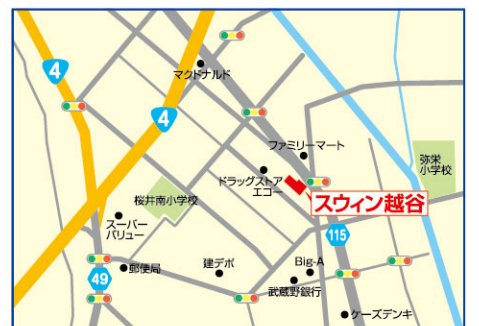 4
マクドナルド
4
ファミリーマート
弥栄
小学校
ドラッグストア
エコー
桜井南小学校
スウィン越谷
スーパー
バリュー
115
郵便局
建デポ
Big-A
49
武蔵野銀行
ケーズデンキ